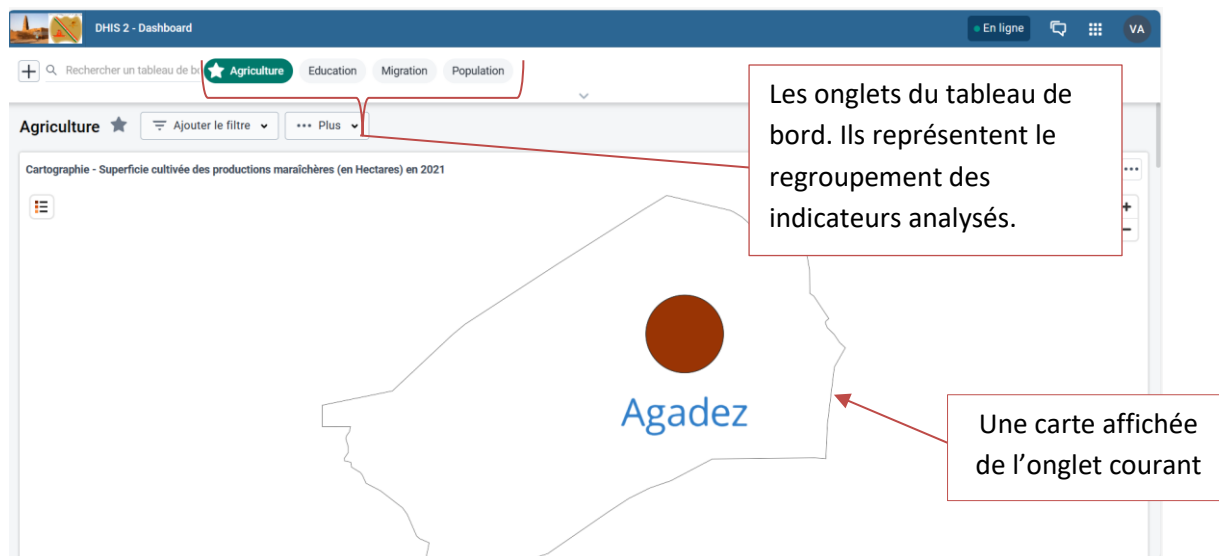 DHIS 2 - Dashboard
En ligne
VA
Rechercher un tableau de b
Agriculture
Education
Migration
Population
Agriculture
Ajouter le filtre
Plus
Cartographie - Superficie cultivée des productions maraîchères (en Hectares) en 2021
Les onglets du tableau de
bord. Ils représentent le
regroupement des
indicateurs analysés.
Agadez
Une carte affichée
de l’onglet courant